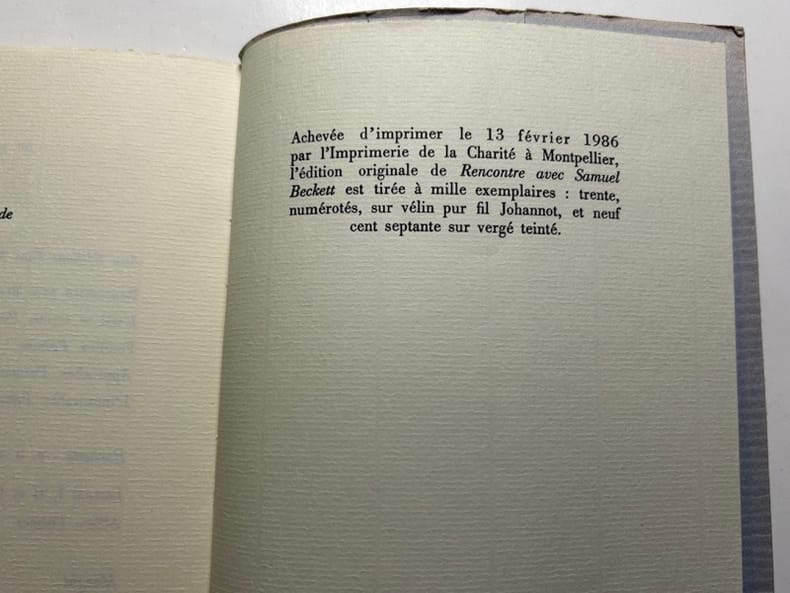 de
Achevée d'imprimer le 13 février 1986
par l'Imprimerie de la Charité à Montpellier,
l'édition originale de Rencontre avec Samuel
Beckett est tirée à mille exemplaires : trente,
numérotés, sur vélin pur fil Johannot, et neuf
cent septante sur vergé teinté.